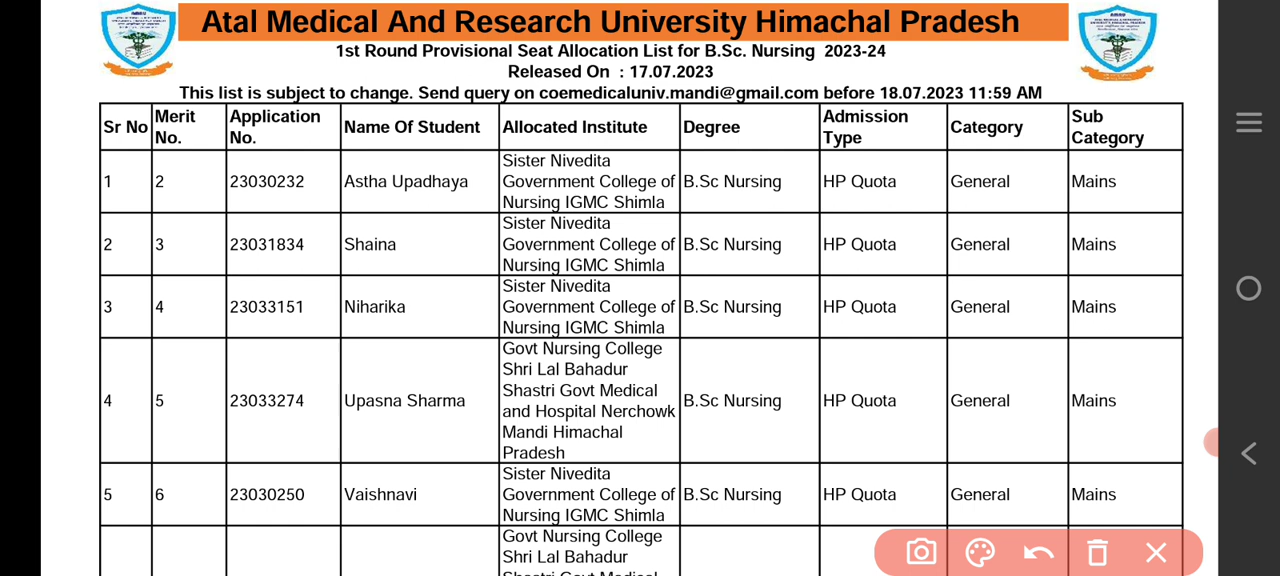 Atal Medical And Research University Himachal Pradesh
1st Round Provisional Seat Allocation List for B.Sc. Nursing 2023-24
Released On : 17.07.2023
This list is subject to change. Send query on coemedicaluniv.mandi@gmail.com before 18.07.2023 11:59 AM
Sr No Merit No. Application No. Name Of Student Allocated Institute Degree Admission Type Category Sub Category
1 2 23030232 Astha Upadhaya Sister Nivedita Government College of Nursing IGMC Shimla B.Sc Nursing HP Quota General Mains
2 3 23031834 Shaina Sister Nivedita Government College of Nursing IGMC Shimla B.Sc Nursing HP Quota General Mains
3 4 23033151 Niharika Sister Nivedita Government College of Nursing IGMC Shimla B.Sc Nursing HP Quota General Mains
4 5 23033274 Upasna Sharma Govt Nursing College Shri Lal Bahadur Shastri Govt Medical and Hospital Nerchowk Mandi Himachal Pradesh B.Sc Nursing HP Quota General Mains
5 6 23030250 Vaishnavi Sister Nivedita Government College of Nursing IGMC Shimla B.Sc Nursing HP Quota General Mains
Govt Nursing College
Shri Lal Bahadur
Shastri Govt Medical